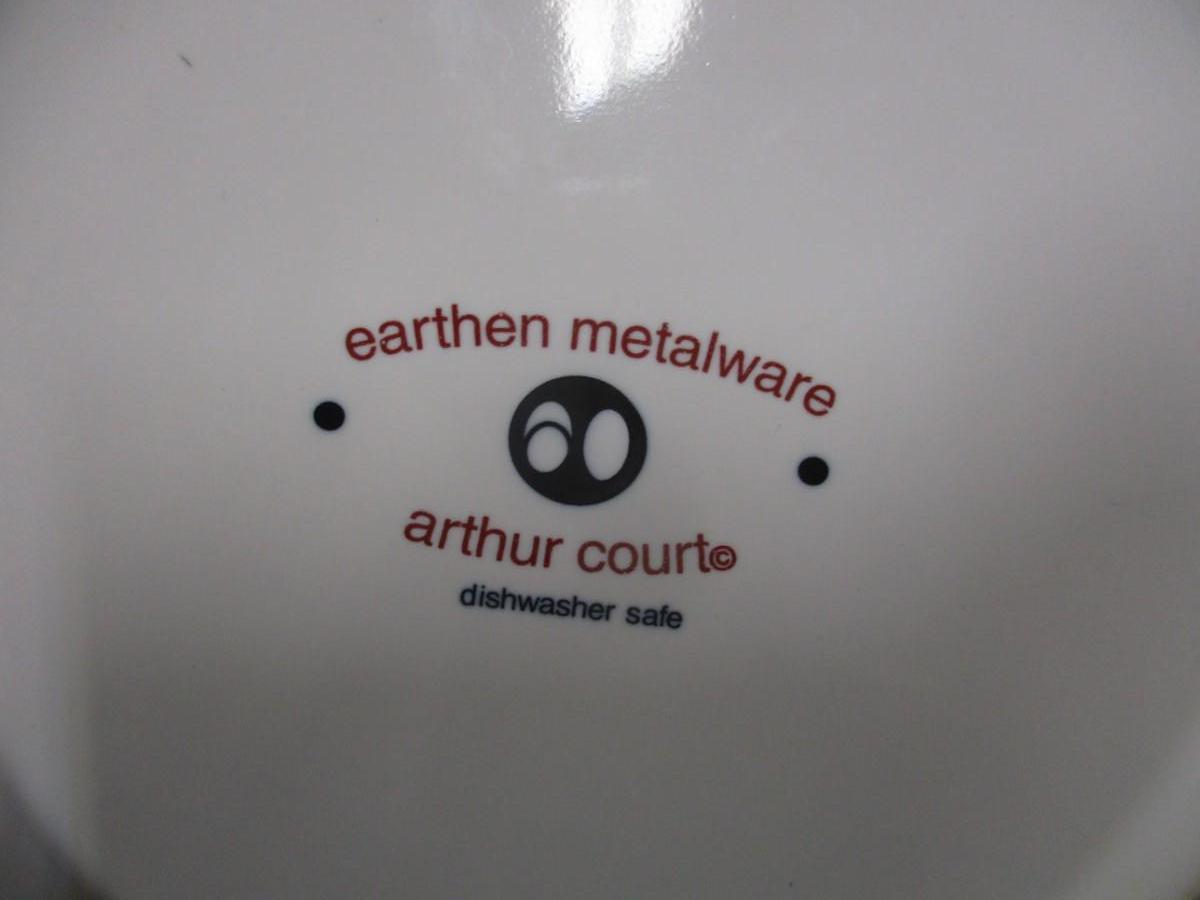 earthen metalware
arthur court©
dishwasher safe